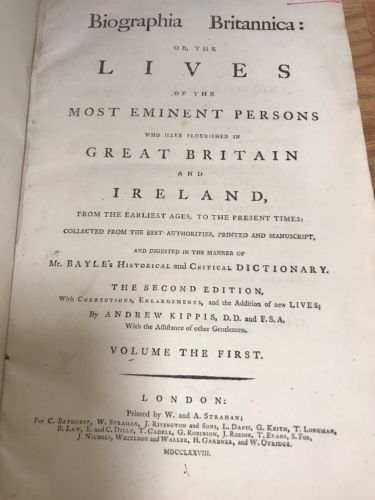 Biographia Britannica:
OR, THE
LIVES
OF THE
MOST EMINENT PERSONS
WHO HAVE FLOURISHED IN
GREAT BRITAIN
AND
IRELAND,
FROM THE EARLIEST AGES, TO THE PRESENT TIMES:
COLLECTED FROM THE BEST AUTHORITIES, PRINTED AND MANUSCRIPT,
AND DIGESTED IN THE MANNER OF
Mr. BAYLE's HISTORICAL and CRITICAL DICTIONARY.
THE SECOND EDITION,
With CORRECTIONS, ENLARGEMENTS, and the Addition of new LIVES;
By ANDREW KIPPIS, D.D. and F.S.A.
With the Assistance of other Gentlemen.
VOLUME THE FIRST.
LONDON:
Printed by W. and A. STRAHAN;
For C. BATHURST, W. STRAHAN, J. RIVINGTON and SONS, L. DAVIS, G. KEITH, T. LONGMAN,
B. LAW, E. and C. DILLY, T. CADELL, G. ROBINSON, J. ROBSON, T. EVANS, S. FOX,
J. NICHOLS, WHIELDON and WALLER, H. GARDNER, and W. OTRIDGE.
MDCCLXXVIII.